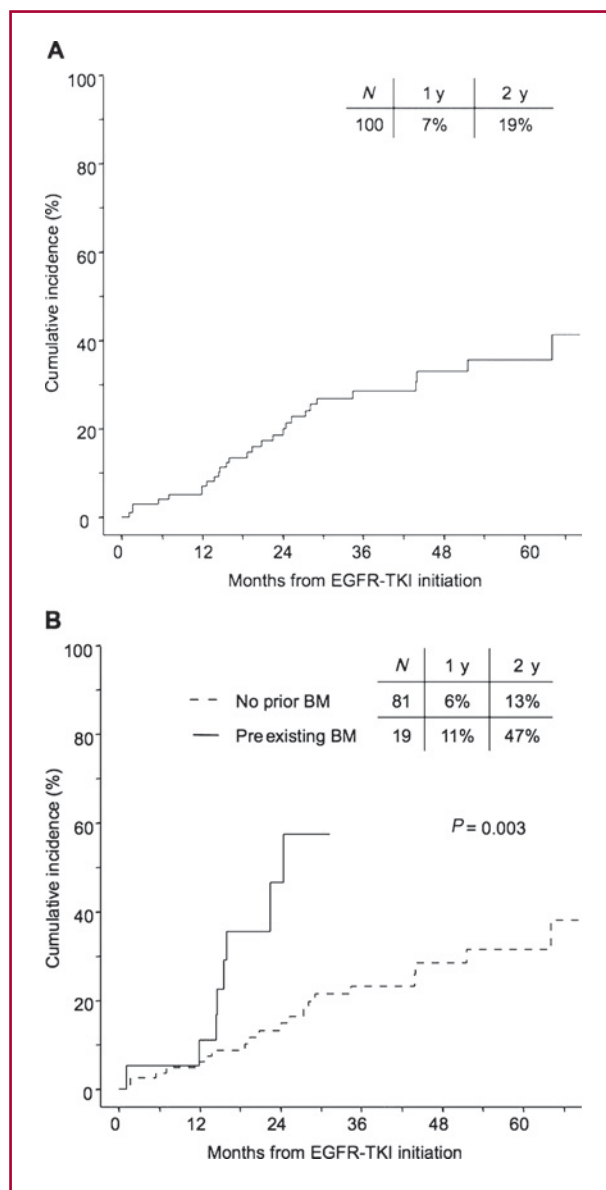 A
100
80
60
40
20
0
Cumulative incidence (%)
N 1 y 2 y
100 7% 19%
0 12 24 36 48 60
Months from EGFR-TKI initiation
B
100
80
60
40
20
0
Cumulative incidence (%)
N 1 y 2 y
No prior BM 81 6% 13%
Pre existing BM 19 11% 47%
P = 0.003
0 12 24 36 48 60
Months from EGFR-TKI initiation